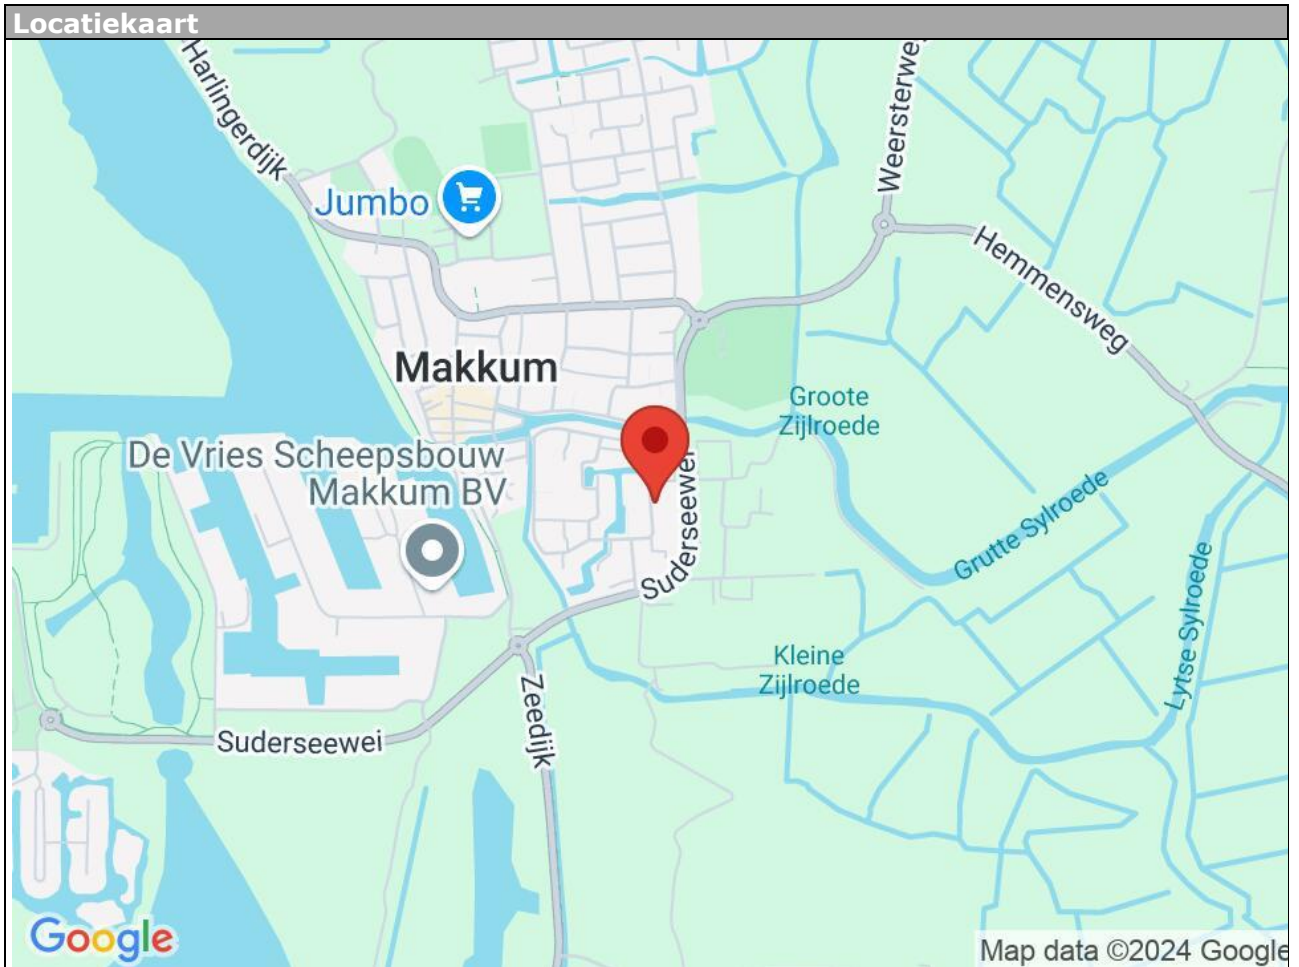 Locatiekaart
Harlingerdijk
Weersterweg
Jumbo
Hemmensweg
Makkum
Groote
Zijlroede
De Vries Scheepsbouw
Makkum BV
Suderseewei
Grutte Sylroede
Lytse Sylroede
Kleine
Zijlroede
Zeedijk
Suderseewei
Google
Map data ©2024 Google